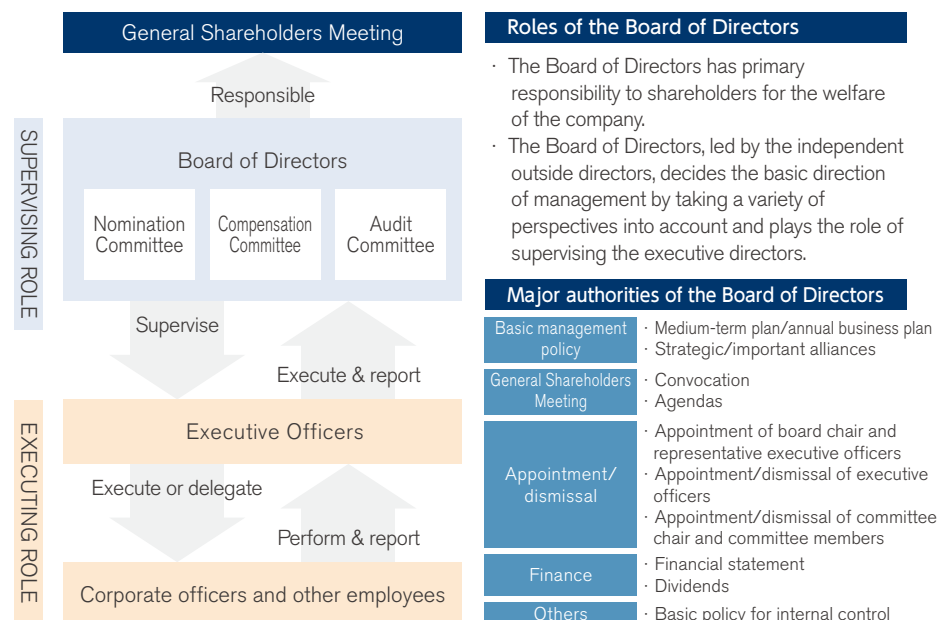 General Shareholders Meeting
Responsible
SUPERVISING ROLE
Board of Directors
Nomination
Committee
Compensation
Committee
Audit
Committee
Supervise
Execute & report
EXECUTING ROLE
Executive Officers
Execute or delegate
Perform & report
Corporate officers and other employees
Roles of the Board of Directors
· The Board of Directors has primary
responsibility to shareholders for the welfare
of the company.
· The Board of Directors, led by the independent
outside directors, decides the basic direction
of management by taking a variety of
perspectives into account and plays the role of
supervising the executive directors.
Major authorities of the Board of Directors
Basic management
policy
· Medium-term plan/annual business plan
· Strategic/important alliances
General Shareholders
Meeting
· Convocation
· Agendas
Appointment/
dismissal
· Appointment of board chair and
representative executive officers
· Appointment/dismissal of executive
officers
· Appointment/dismissal of committee
chair and committee members
Finance
· Financial statement
· Dividends
Others
· Basic policy for internal control